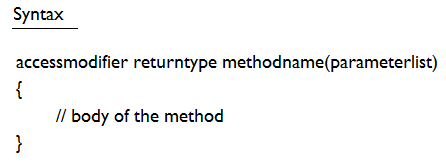 Syntax
accessmodifier returntype methodname(parameterlist)
{
// body of the method
}